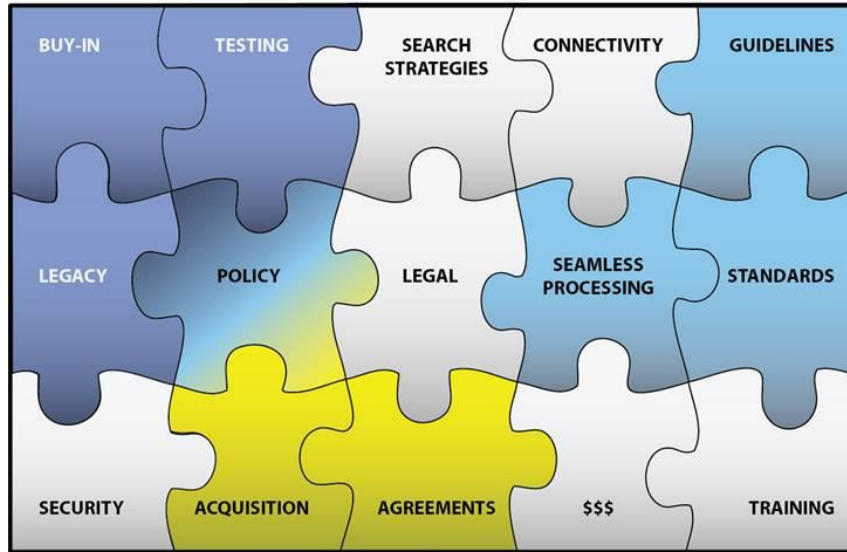 BUY-IN
TESTING
SEARCH
STRATEGIES
CONNECTIVITY
GUIDELINES
LEGACY
POLICY
LEGAL
SEAMLESS
PROCESSING
STANDARDS
SECURITY
ACQUISITION
AGREEMENTS
$$$
TRAINING